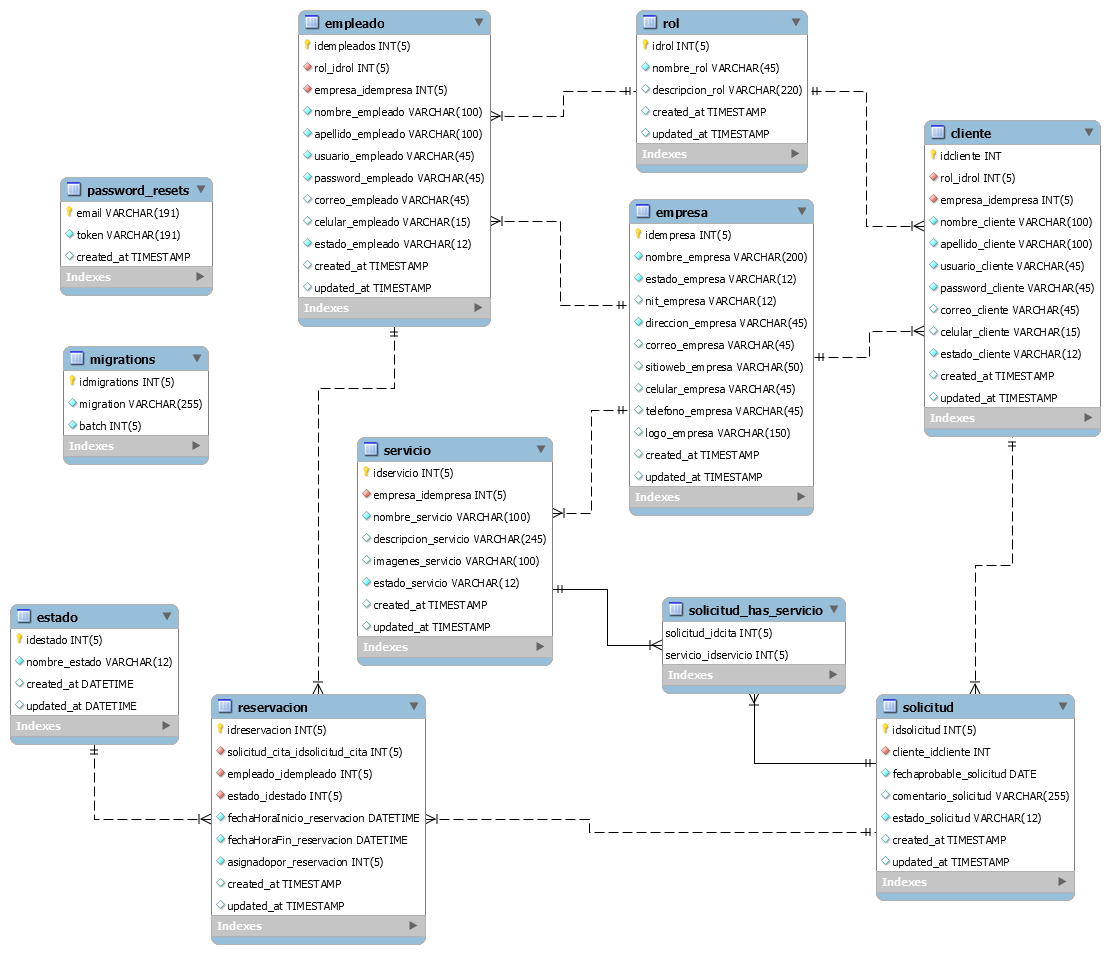 empleado
idempleados INT(5)
rol_idrol INT(5)
empresa_idempresa INT(5)
nombre_empleado VARCHAR(100)
apellido_empleado VARCHAR(100)
usuario_empleado VARCHAR(45)
password_empleado VARCHAR(45)
correo_empleado VARCHAR(45)
celular_empleado VARCHAR(15)
estado_empleado VARCHAR(12)
created_at TIMESTAMP
updated_at TIMESTAMP
Indexes
rol
idrol INT(5)
nombre_rol VARCHAR(45)
descripcion_rol VARCHAR(220)
created_at TIMESTAMP
updated_at TIMESTAMP
Indexes
cliente
idcliente INT
rol_idrol INT(5)
empresa_idempresa INT(5)
nombre_cliente VARCHAR(100)
apellido_cliente VARCHAR(100)
usuario_cliente VARCHAR(45)
password_cliente VARCHAR(45)
correo_cliente VARCHAR(45)
celular_cliente VARCHAR(15)
estado_cliente VARCHAR(12)
created_at TIMESTAMP
updated_at TIMESTAMP
Indexes
password_resets
email VARCHAR(191)
token VARCHAR(191)
created_at TIMESTAMP
Indexes
empresa
idempresa INT(5)
nombre_empresa VARCHAR(200)
estado_empresa VARCHAR(12)
nit_empresa VARCHAR(12)
direccion_empresa VARCHAR(45)
correo_empresa VARCHAR(45)
sitioweb_empresa VARCHAR(50)
celular_empresa VARCHAR(45)
telefono_empresa VARCHAR(45)
logo_empresa VARCHAR(150)
created_at TIMESTAMP
updated_at TIMESTAMP
Indexes
migrations
idmigrations INT(5)
migration VARCHAR(255)
batch INT(5)
Indexes
servicio
idservicio INT(5)
empresa_idempresa INT(5)
nombre_servicio VARCHAR(100)
descripcion_servicio VARCHAR(245)
imagenes_servicio VARCHAR(100)
estado_servicio VARCHAR(12)
created_at TIMESTAMP
updated_at TIMESTAMP
Indexes
solicitud_has_servicio
solicitud_idcita INT(5)
servicio_idservicio INT(5)
Indexes
estado
idestado INT(5)
nombre_estado VARCHAR(12)
created_at DATETIME
updated_at DATETIME
Indexes
reservacion
idreservacion INT(5)
solicitud_cita_idsolicitud_cita INT(5)
empleado_idempleado INT(5)
estado_idestado INT(5)
fechaHoraInicio_reservacion DATETIME
fechaHoraFin_reservacion DATETIME
asignadopor_reservacion INT(5)
created_at TIMESTAMP
updated_at TIMESTAMP
Indexes
solicitud
idsolicitud INT(5)
cliente_idcliente INT
fechaprobable_solicitud DATE
comentario_solicitud VARCHAR(255)
estado_solicitud VARCHAR(12)
created_at TIMESTAMP
updated_at TIMESTAMP
Indexes